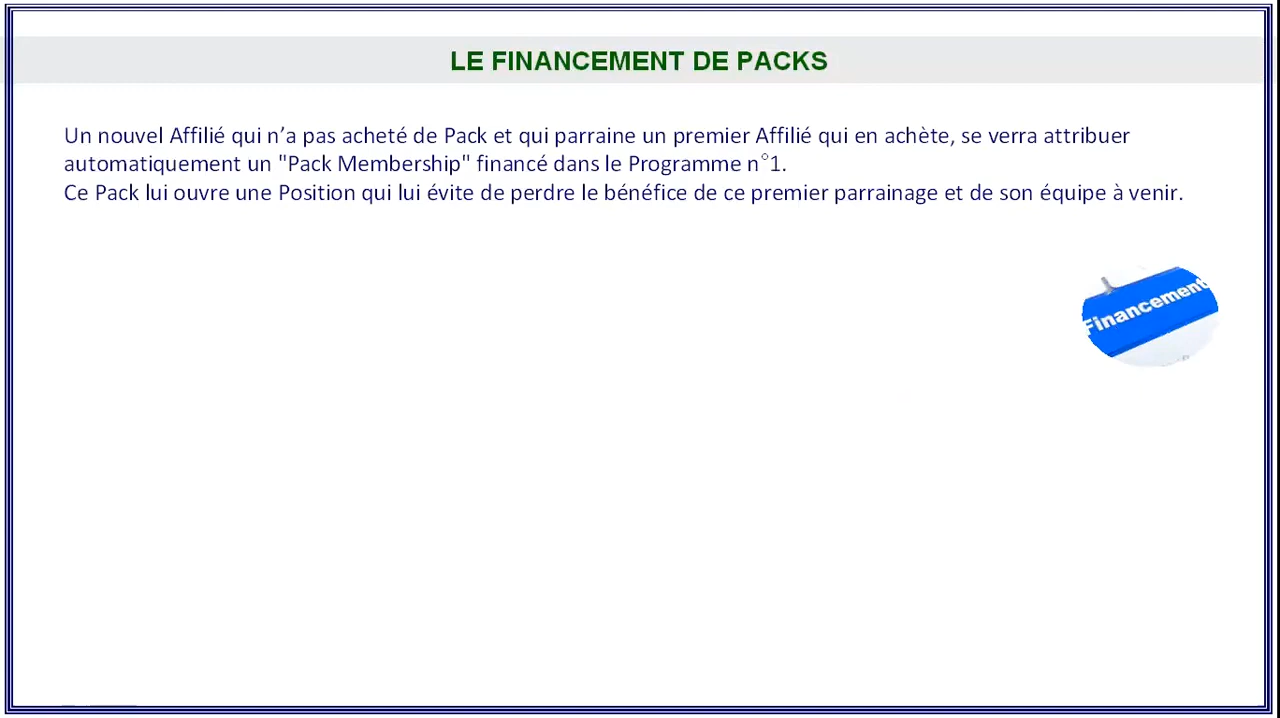 LE FINANCEMENT DE PACKS
Un nouvel Affilié qui n’a pas acheté de Pack et qui parraine un premier Affilié qui en achète, se verra attribuer
automatiquement un "Pack Membership" financé dans le Programme n°1.
Ce Pack lui ouvre une Position qui lui évite de perdre le bénéfice de ce premier parrainage et de son équipe à venir.
Financement